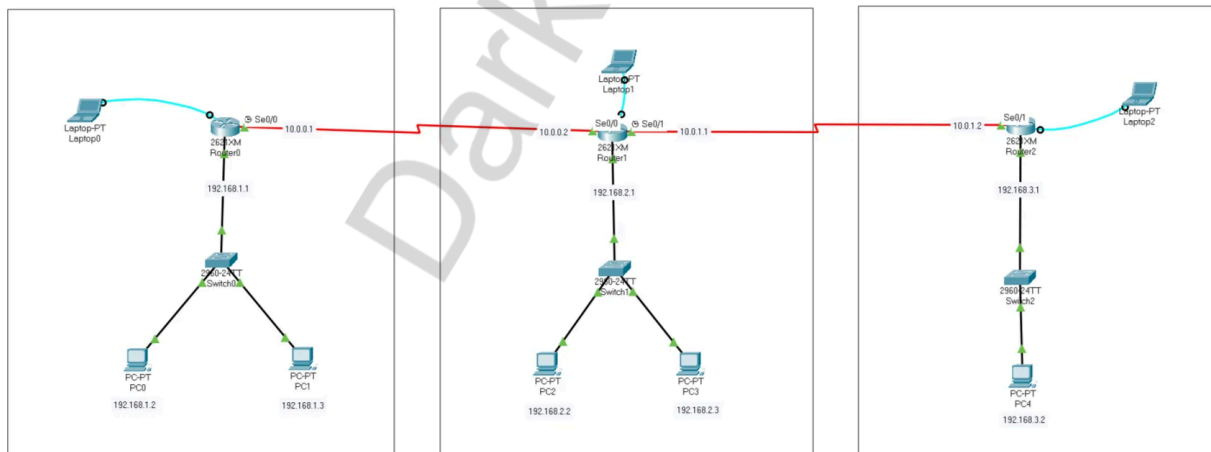 Dark
Laptop-PT
Laptop0
Se0/0
2621XM
Router0
10.0.0.1
192.168.1.1
2960-24TT
Switch0
PC-PT
PC0
192.168.1.2
PC-PT
PC1
192.168.1.3
Laptop-PT
Laptop1
Se0/0
Se0/1
10.0.0.2
10.0.1.1
2621XM
Router1
192.168.2.1
2960-24TT
Switch1
PC-PT
PC2
192.168.2.2
PC-PT
PC3
192.168.2.3
Laptop-PT
Laptop2
Se0/1
10.0.1.2
2621XM
Router2
192.168.3.1
2960-24TT
Switch2
PC-PT
PC4
192.168.3.2